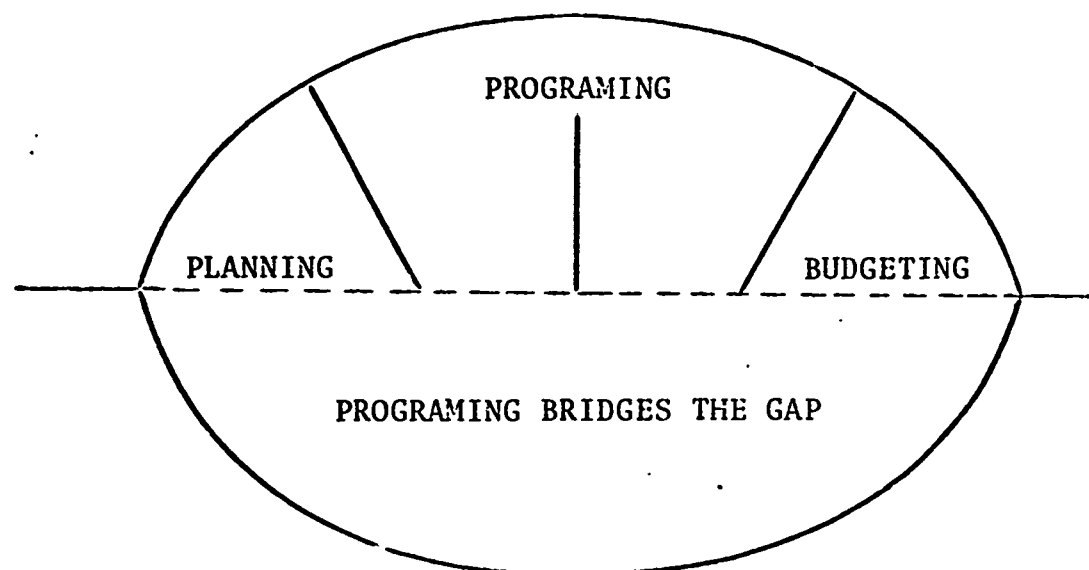 PROGRAMING
PLANNING
BUDGETING
PROGRAMING BRIDGES THE GAP